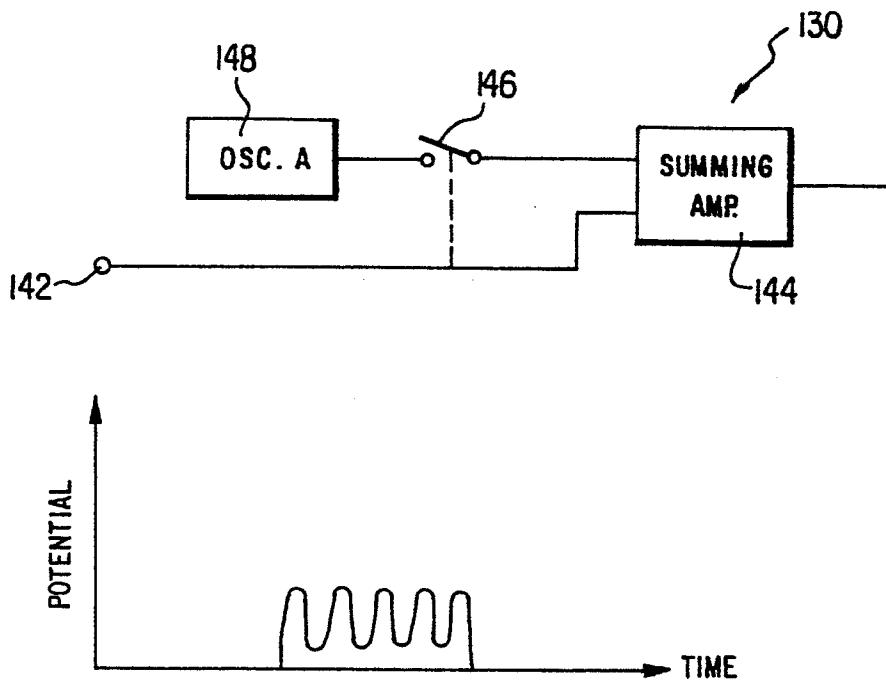 130
148
146
OSC. A
SUMMING
AMP.
142
144
POTENTIAL
TIME